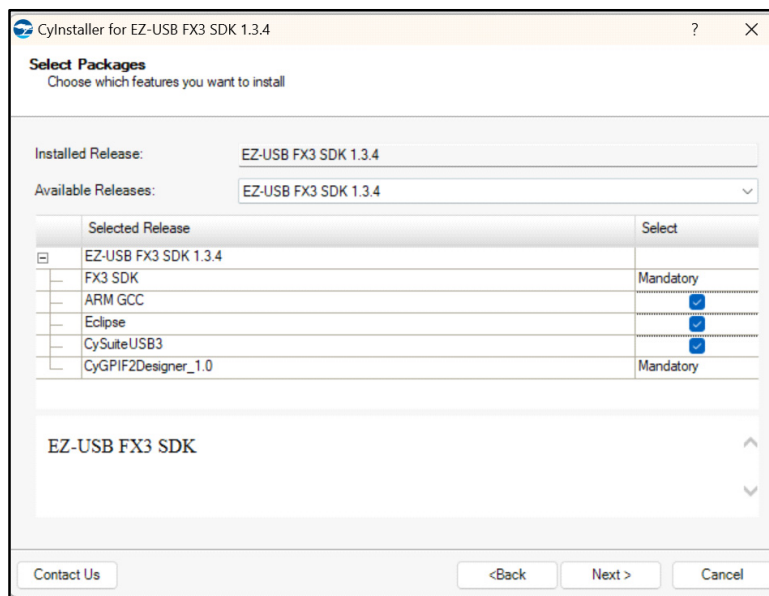 CyInstaller for EZ-USB FX3 SDK 1.3.4
Select Packages
Choose which features you want to install
Installed Release: EZ-USB FX3 SDK 1.3.4
Available Releases: EZ-USB FX3 SDK 1.3.4
Selected Release Select
EZ-USB FX3 SDK 1.3.4
FX3 SDK Mandatory
ARM GCC
Eclipse
CySuiteUSB3
CyGPIF2Designer_1.0 Mandatory
EZ-USB FX3 SDK
Contact Us <Back Next > Cancel